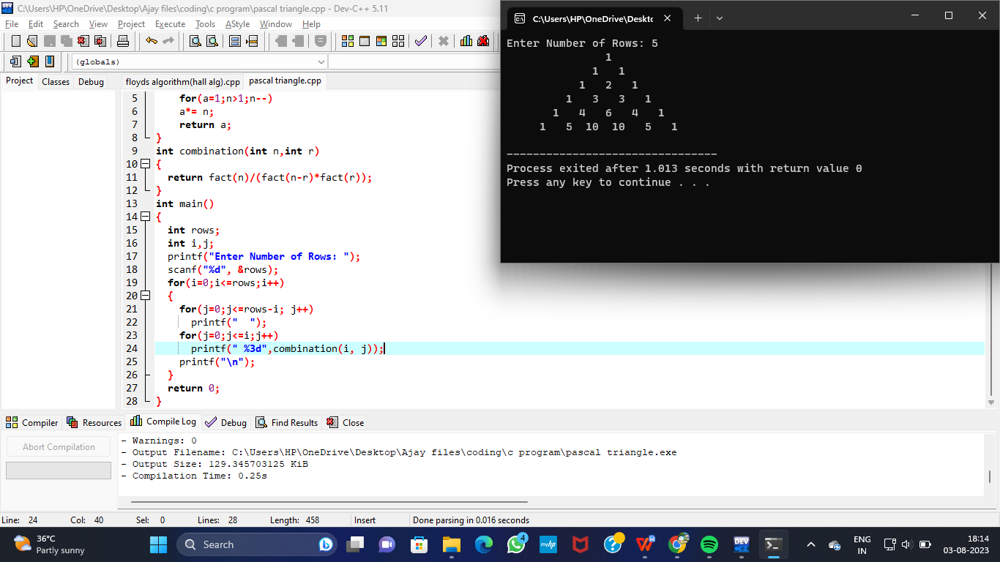 C:\Users\HP\OneDrive\Desktop\Ajay files\coding\c program\pascal triangle.cpp - Dev-C++ 5.11
File Edit Search View Project Execute Tools AStyle Window Help
(globals)
Project Classes Debug
floyds algorithm(hall alg).cpp pascal triangle.cpp
5 for(a=1;n>1;n--)
6 a*= n;
7 return a;
8 }
9 int combination(int n,int r)
10 {
11 return fact(n)/(fact(n-r)*fact(r));
12 }
13 int main()
14 {
15 int rows;
16 int i,j;
17 printf("Enter Number of Rows: ");
18 scanf("%d", &rows);
19 for(i=0;i<=rows;i++)
20 {
21 for(j=0;j<=rows-i; j++)
22 printf("  ");
23 for(j=0;j<=i;j++)
24 printf(" %3d",combination(i, j));
25 printf("\n");
26 }
27 return 0;
28 }
C:\Users\HP\OneDrive\Deskto
Enter Number of Rows: 5
1
1 1
1 2 1
1 3 3 1
1 4 6 4 1
1 5 10 10 5 1
--------------------------------
Process exited after 1.013 seconds with return value 0
Press any key to continue . . .
Compiler Resources Compile Log Debug Find Results Close
Abort Compilation
- Warnings: 0
- Output Filename: C:\Users\HP\OneDrive\Desktop\Ajay files\coding\c program\pascal triangle.exe
- Output Size: 129.345703125 KiB
- Compilation Time: 0.25s
Line: 24 Col: 40 Sel: 0 Lines: 28 Length: 458 Insert Done parsing in 0.016 seconds
36°C
Partly sunny
Search
4
myhp
DEV
ENG
IN
18:14
03-08-2023